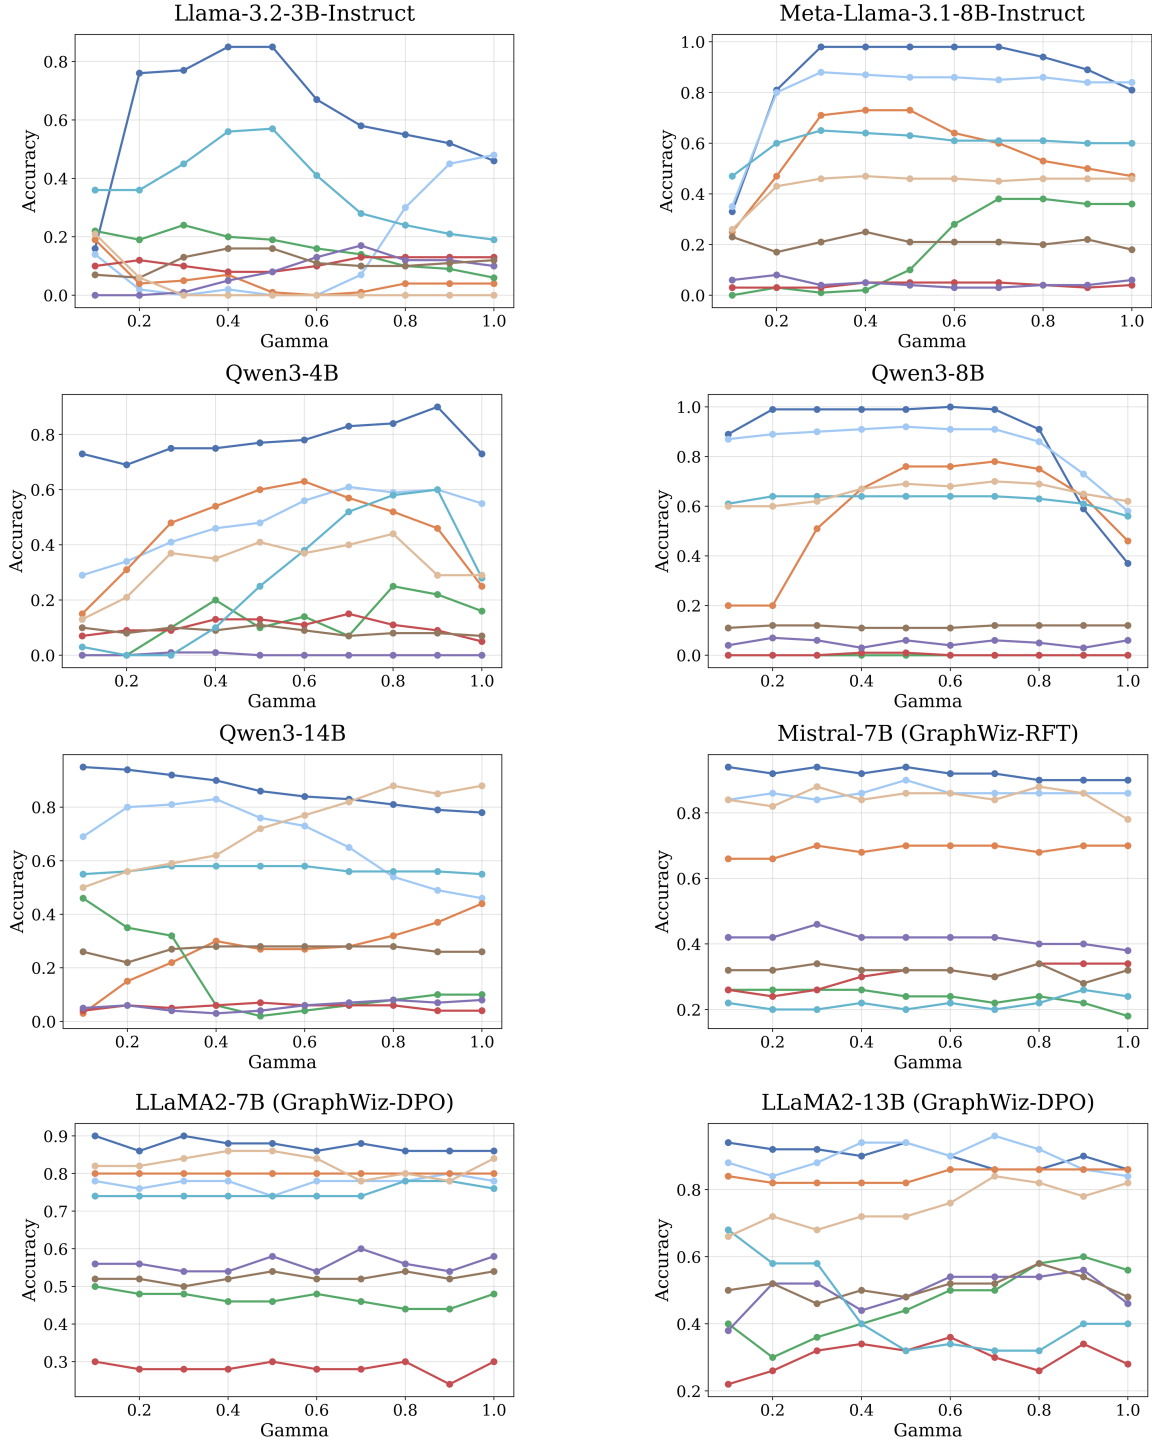 Llama-3.2-3B-Instruct
Accuracy
0.8
0.6
0.4
0.2
0.0
0.2 0.4 0.6 0.8 1.0
Gamma
Meta-Llama-3.1-8B-Instruct
Accuracy
1.0
0.8
0.6
0.4
0.2
0.0
0.2 0.4 0.6 0.8 1.0
Gamma
Qwen3-4B
Accuracy
0.8
0.6
0.4
0.2
0.0
0.2 0.4 0.6 0.8 1.0
Gamma
Qwen3-8B
Accuracy
1.0
0.8
0.6
0.4
0.2
0.0
0.2 0.4 0.6 0.8 1.0
Gamma
Qwen3-14B
Accuracy
0.8
0.6
0.4
0.2
0.0
0.2 0.4 0.6 0.8 1.0
Gamma
Mistral-7B (GraphWiz-RFT)
Accuracy
0.8
0.6
0.4
0.2
0.2 0.4 0.6 0.8 1.0
Gamma
LLaMA2-7B (GraphWiz-DPO)
Accuracy
0.9
0.8
0.7
0.6
0.5
0.4
0.3
0.2 0.4 0.6 0.8 1.0
Gamma
LLaMA2-13B (GraphWiz-DPO)
Accuracy
0.8
0.6
0.4
0.2
0.2 0.4 0.6 0.8 1.0
Gamma